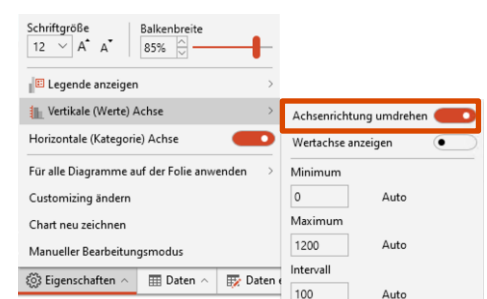 Schriftgröße
Balkenbreite
12 A A
85%
Legende anzeigen
Vertikale (Werte) Achse
Horizontale (Kategorie) Achse
Für alle Diagramme auf der Folie anwenden
Customizing ändern
Chart neu zeichnen
Manueller Bearbeitungsmodus
Eigenschaften
Daten
Daten
Achsenrichtung umdrehen
Wertachse anzeigen
Minimum
0 Auto
Maximum
1200 Auto
Intervall
100 Auto